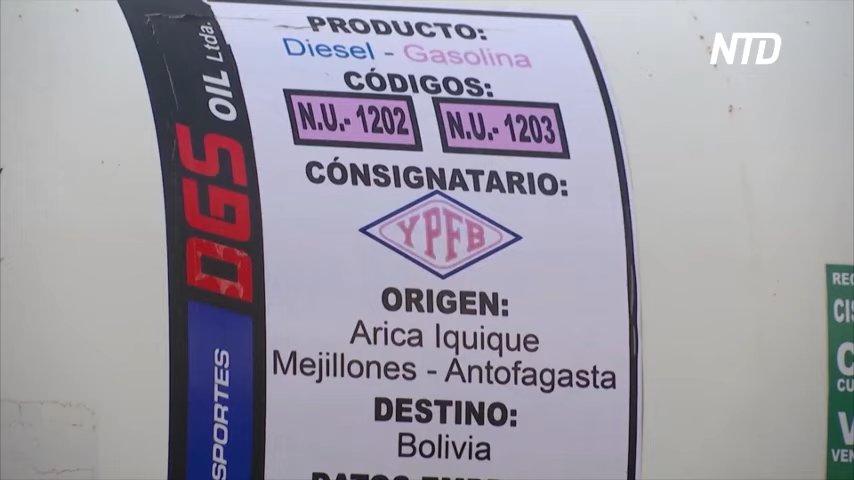 PRODUCTO:
Diesel - Gasolina
CÓDIGOS:
N.U.- 1202
N.U.- 1203
CÓNSIGNATARIO:
YPFB
ORIGEN:
Arica Iquique
Mejillones - Antofagasta
DESTINO:
Bolivia
DGS OIL Ltda.
NTD